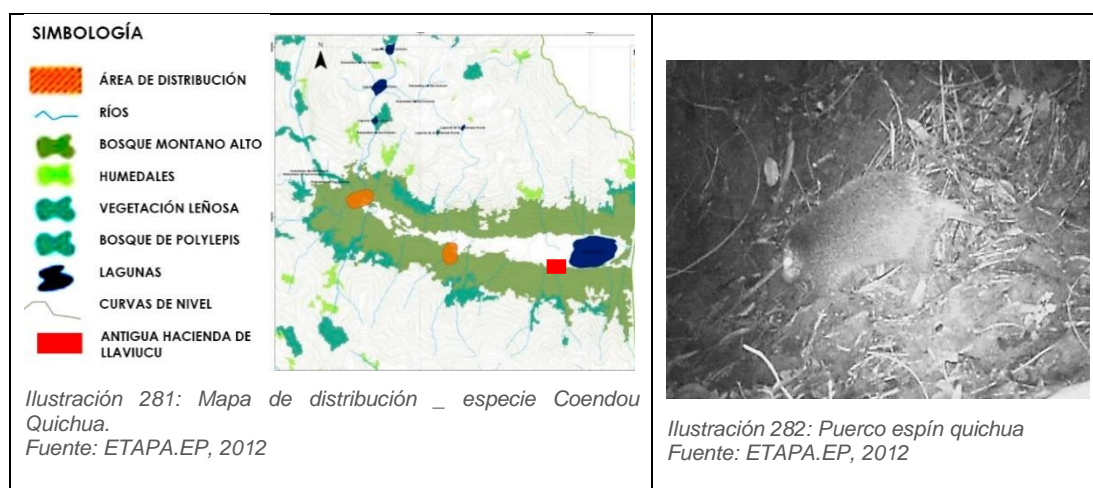 SIMBOLOGÍA
ÁREA DE DISTRIBUCIÓN
RÍOS
BOSQUE MONTANO ALTO
HUMEDALES
VEGETACIÓN LEÑOSA
BOSQUE DE POLYLEPIS
LAGUNAS
CURVAS DE NIVEL
ANTIGUA HACIENDA DE
LLAVIUCU
N
Ilustración 281: Mapa de distribución _ especie Coendou
Quichua.
Fuente: ETAPA.EP, 2012
Ilustración 282: Puerco espín quichua
Fuente: ETAPA.EP, 2012